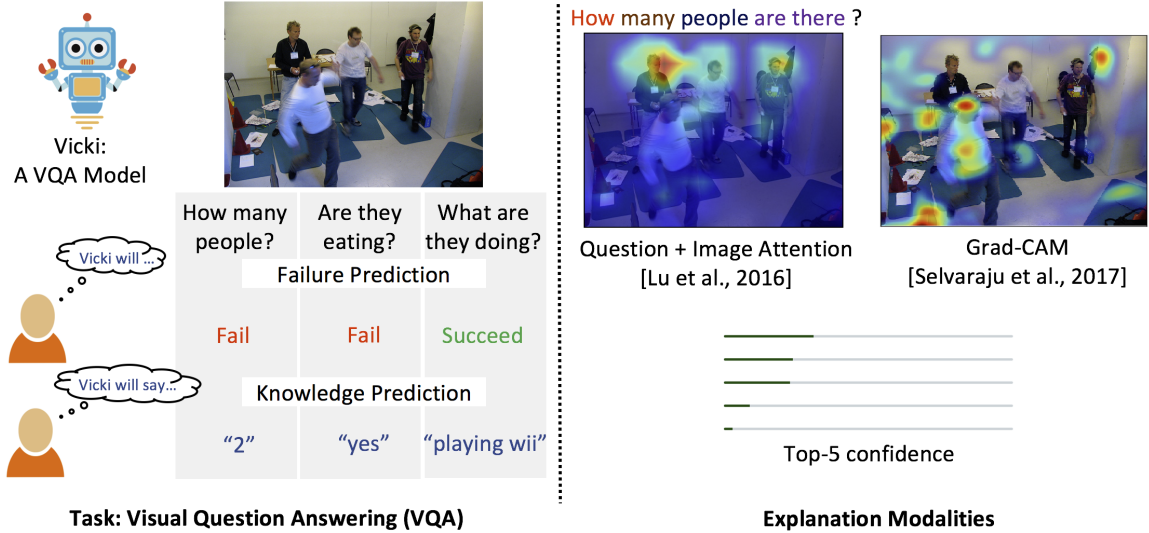 Vicki:
A VQA Model
How many people?
Are they eating?
What are they doing?
Failure Prediction
Vicki will ...
Fail
Fail
Succeed
Knowledge Prediction
Vicki will say...
“2”
“yes”
“playing wii”
Task: Visual Question Answering (VQA)
How many people are there ?
Question + Image Attention
[Lu et al., 2016]
Grad-CAM
[Selvaraju et al., 2017]
Top-5 confidence
Explanation Modalities